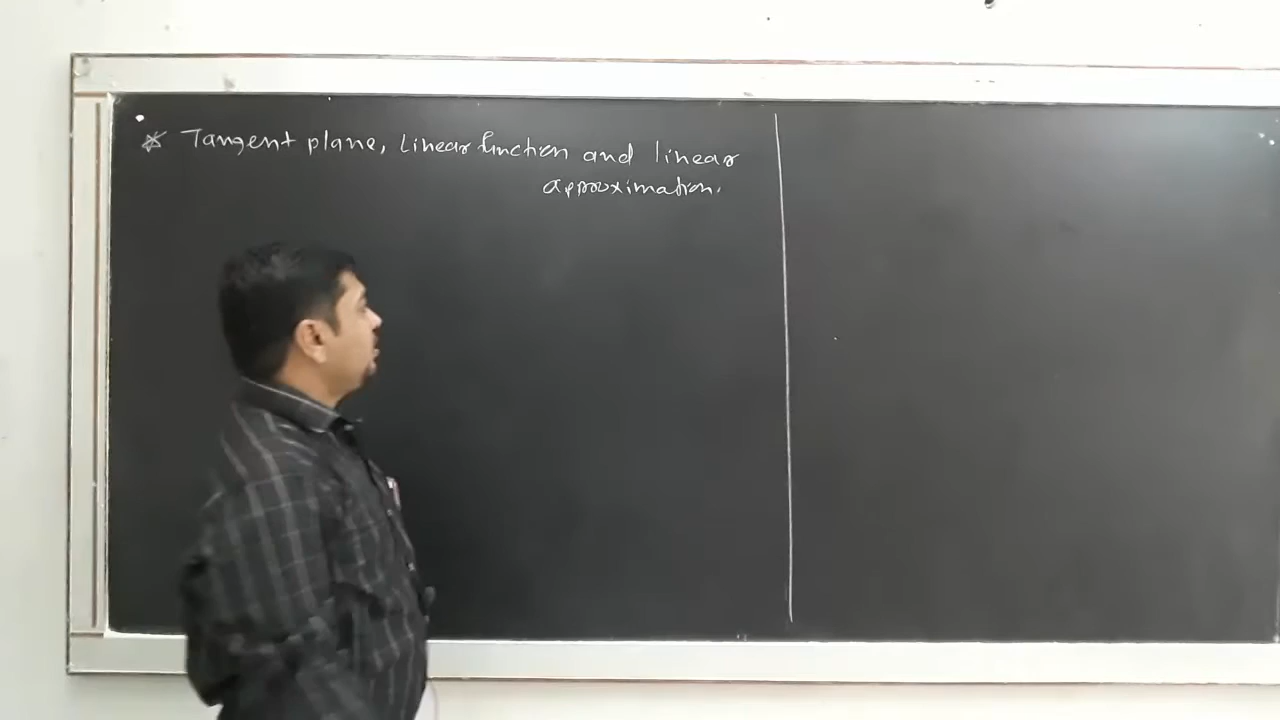 * Tangent plane, Linear function and linear
approximation.